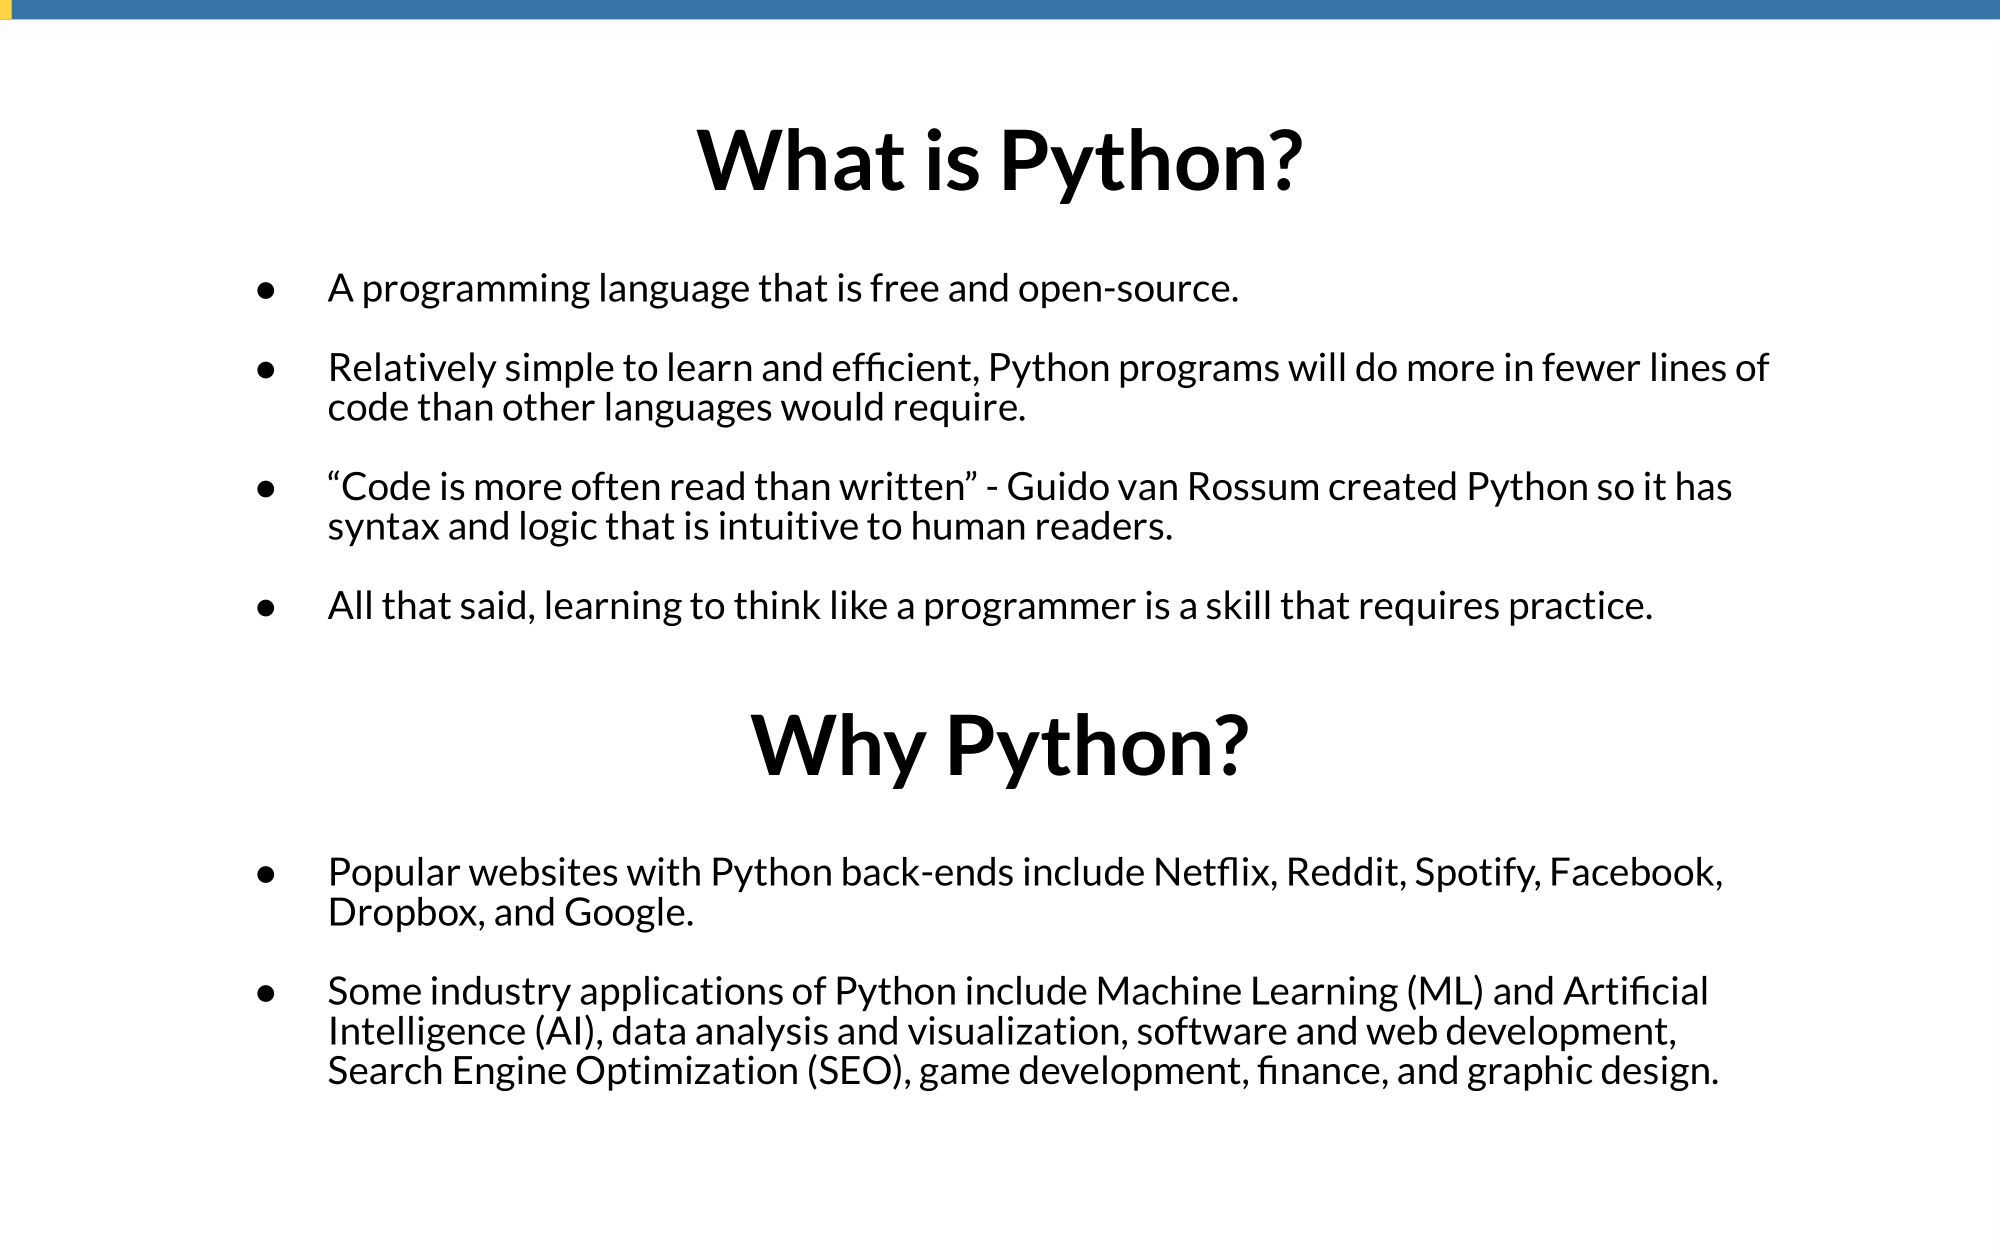 What is Python?
● A programming language that is free and open-source.
● Relatively simple to learn and efficient, Python programs will do more in fewer lines of
code than other languages would require.
● “Code is more often read than written” - Guido van Rossum created Python so it has
syntax and logic that is intuitive to human readers.
● All that said, learning to think like a programmer is a skill that requires practice.
Why Python?
● Popular websites with Python back-ends include Netflix, Reddit, Spotify, Facebook,
Dropbox, and Google.
● Some industry applications of Python include Machine Learning (ML) and Artificial
Intelligence (AI), data analysis and visualization, software and web development,
Search Engine Optimization (SEO), game development, finance, and graphic design.